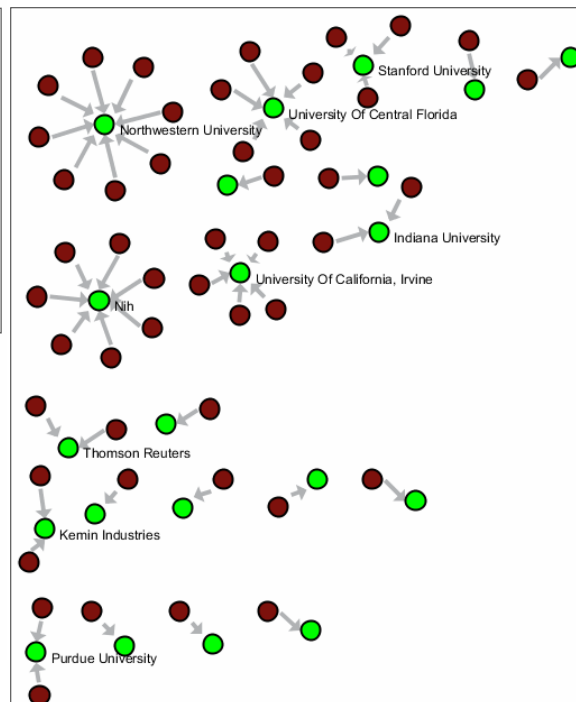 Stanford University
University Of Central Florida
Northwestern University
Indiana University
University Of California, Irvine
Nih
Thomson Reuters
Kemin Industries
Purdue University